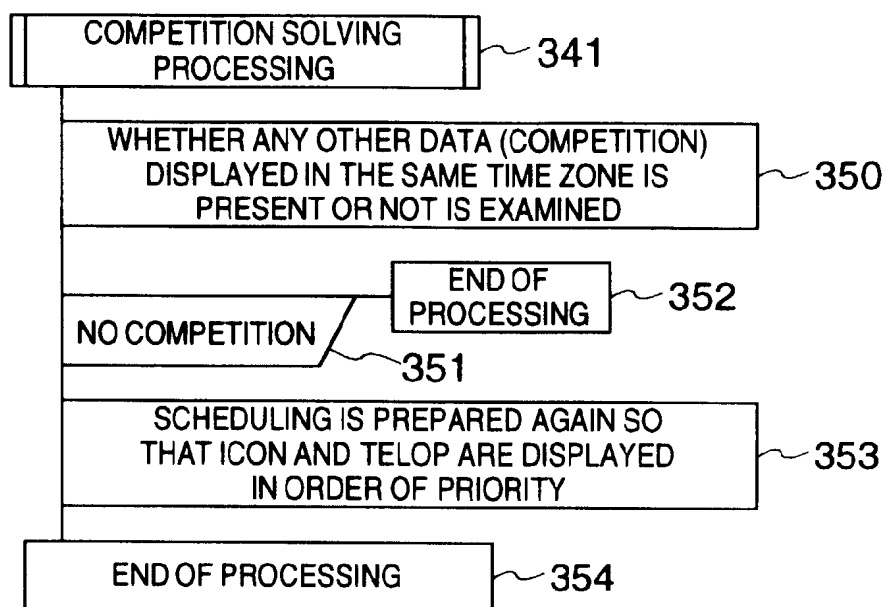 COMPETITION SOLVING
PROCESSING
341
WHETHER ANY OTHER DATA (COMPETITION)
DISPLAYED IN THE SAME TIME ZONE IS
PRESENT OR NOT IS EXAMINED
350
END OF
PROCESSING
352
NO COMPETITION
351
SCHEDULING IS PREPARED AGAIN SO
THAT ICON AND TELOP ARE DISPLAYED
IN ORDER OF PRIORITY
353
END OF PROCESSING
354